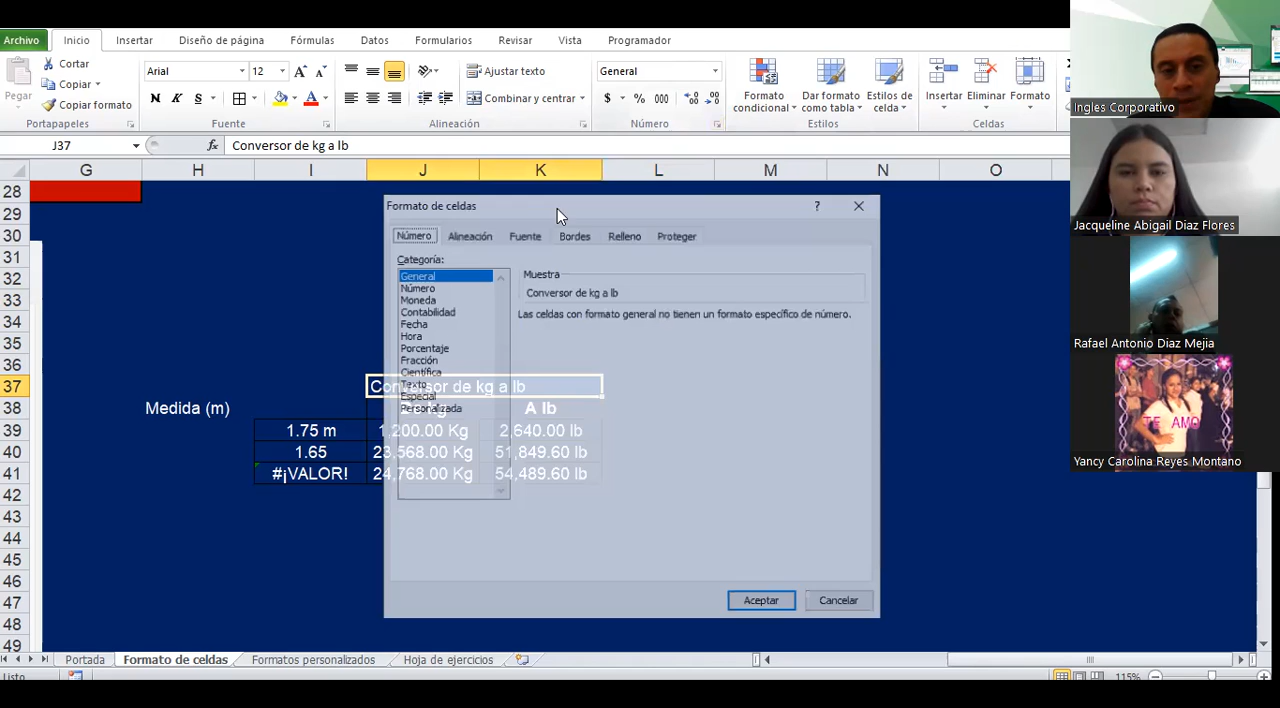 Archivo Inicio Insertar Diseño de página Fórmulas Datos Formularios Revisar Vista Programador
Pegar Cortar Copiar Copiar formato
Arial 12 General
N K S
Ajustar texto
Combinar y centrar
$ % 000
Formato condicional Dar formato como tabla Estilos de celda Insertar Eliminar Formato
Portapapeles Fuente Alineación Número Estilos Celdas
J37 fx Conversor de kg a lb
G H I J K L M N O
28
29
30
31
32
33
34
35
36
37 Conversor de kg a lb
38 Medida (m) A lb
39 1.75 m 1,200.00 Kg 2,640.00 lb
40 1.65 23,568.00 Kg 51,849.60 lb
41 #¡VALOR! 24,768.00 Kg 54,489.60 lb
42
43
44
45
46
47
48
49
Formato de celdas ?
Número Alineación Fuente Bordes Relleno Proteger
Categoría:
General
Número
Moneda
Contabilidad
Fecha
Hora
Porcentaje
Fracción
Científica
Texto
Especial
Personalizada
Muestra
Conversor de kg a lb
Las celdas con formato general no tienen un formato específico de número.
Aceptar Cancelar
Portada Formato de celdas Formatos personalizados Hoja de ejercicios
Listo 115%
Ingles Corporativo
Jacqueline Abigail Diaz Flores
Rafael Antonio Diaz Mejia
TE AMO
Yancy Carolina Reyes Montano